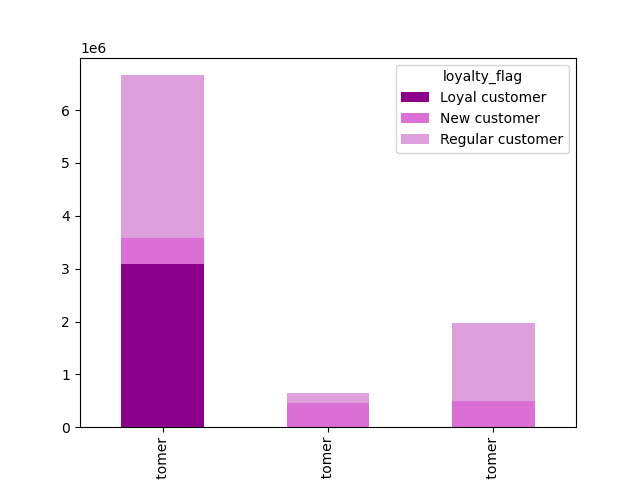 1e6
loyalty_flag
Loyal customer
New customer
Regular customer
6
5
4
3
2
1
0
tomer
tomer
tomer